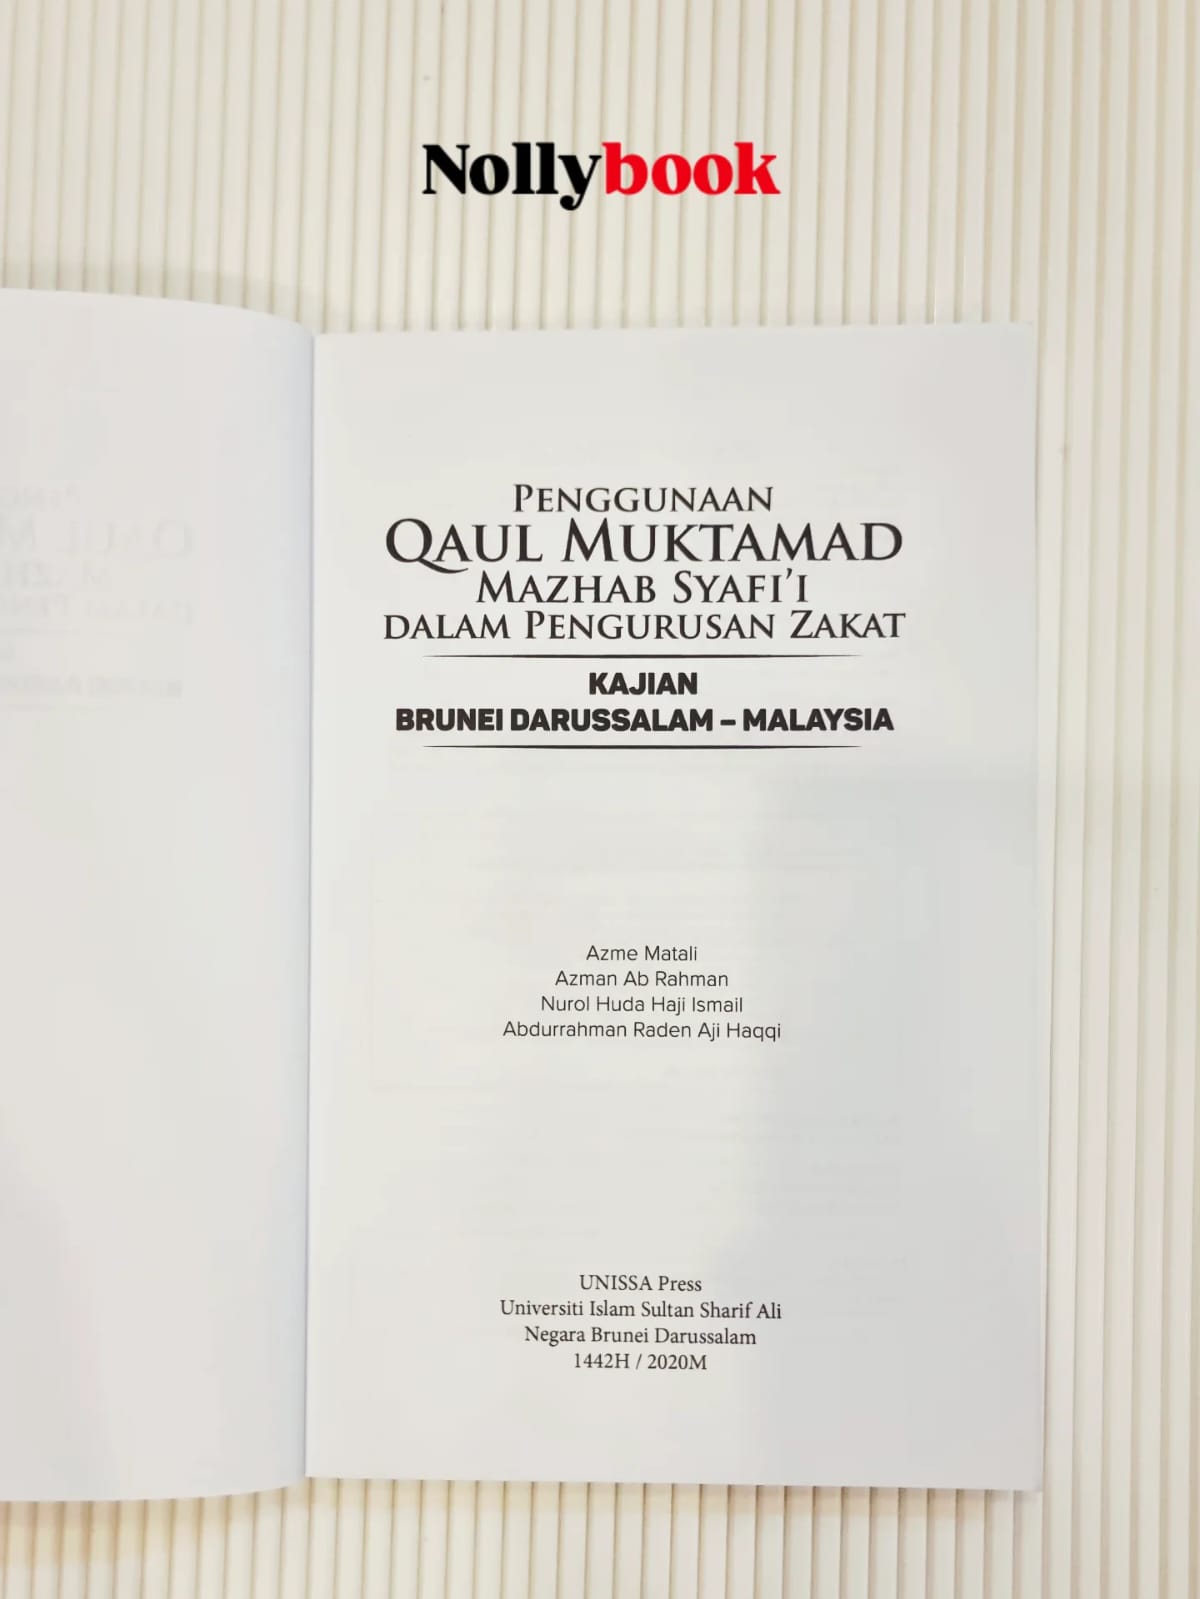 Nollybook
PENGGUNAAN
QAUL MUKTAMAD
MAZHAB SYAFI'I
DALAM PENGURUSAN ZAKAT
KAJIAN
BRUNEI DARUSSALAM – MALAYSIA
Azme Matali
Azman Ab Rahman
Nurol Huda Haji Ismail
Abdurrahman Raden Aji Haqqi
UNISSA Press
Universiti Islam Sultan Sharif Ali
Negara Brunei Darussalam
1442H / 2020M